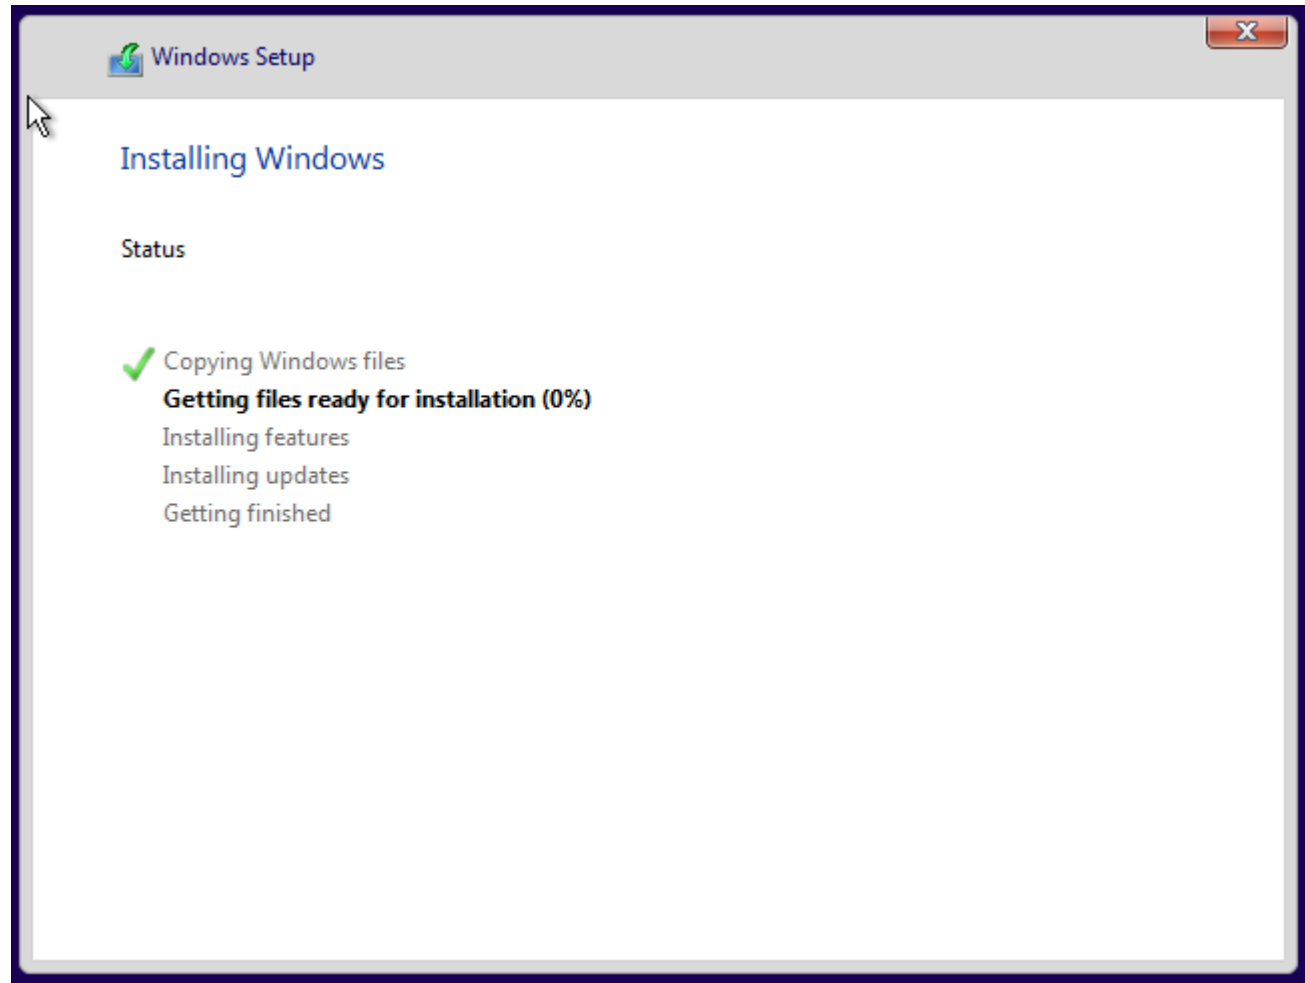 Windows Setup
Installing Windows
Status
Copying Windows files
Getting files ready for installation (0%)
Installing features
Installing updates
Getting finished